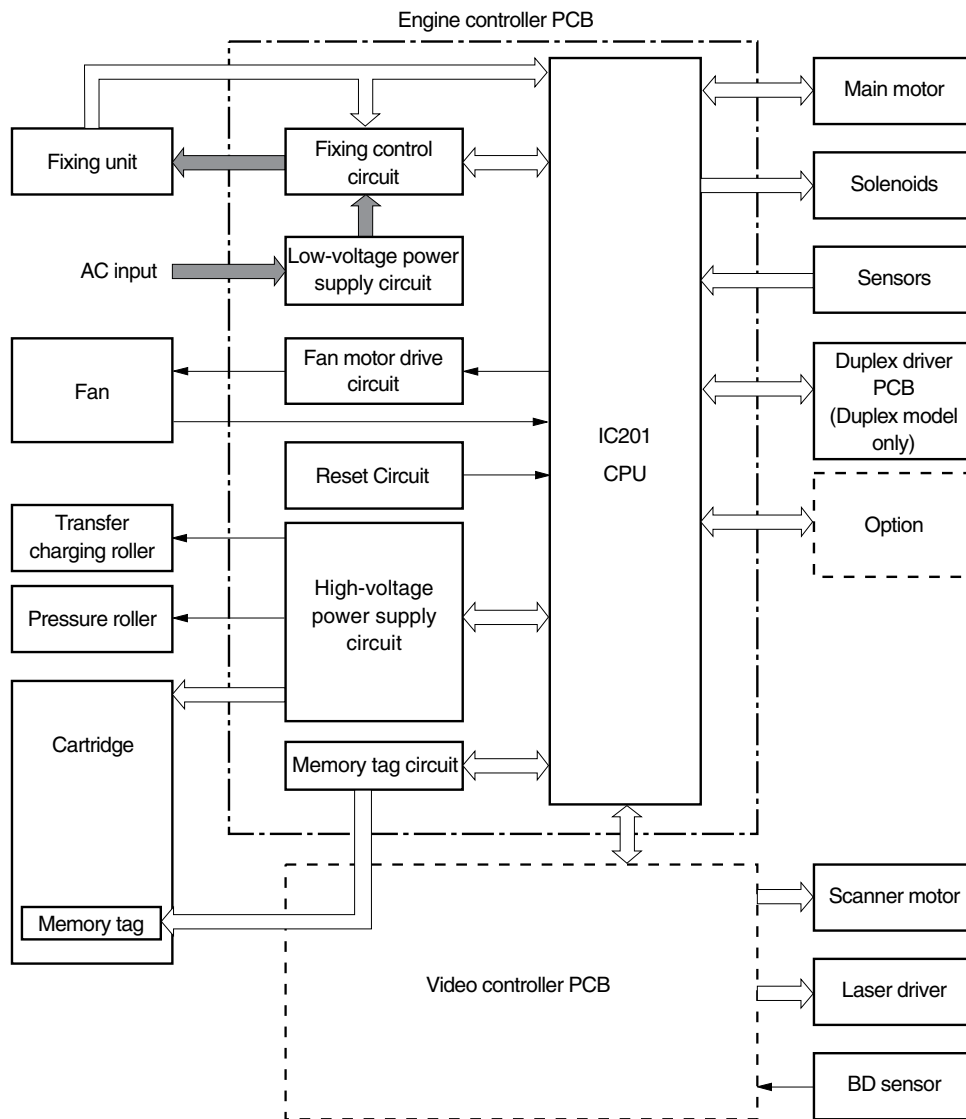 Engine controller PCB
Main motor
Fixing unit
Fixing control
circuit
Solenoids
AC input
Low-voltage power
supply circuit
Sensors
Fan
Fan motor drive
circuit
Duplex driver
PCB
(Duplex model
only)
IC201
CPU
Reset Circuit
Transfer
charging roller
Option
High-voltage
power supply
circuit
Pressure roller
Cartridge
Memory tag circuit
Memory tag
Scanner motor
Video controller PCB
Laser driver
BD sensor